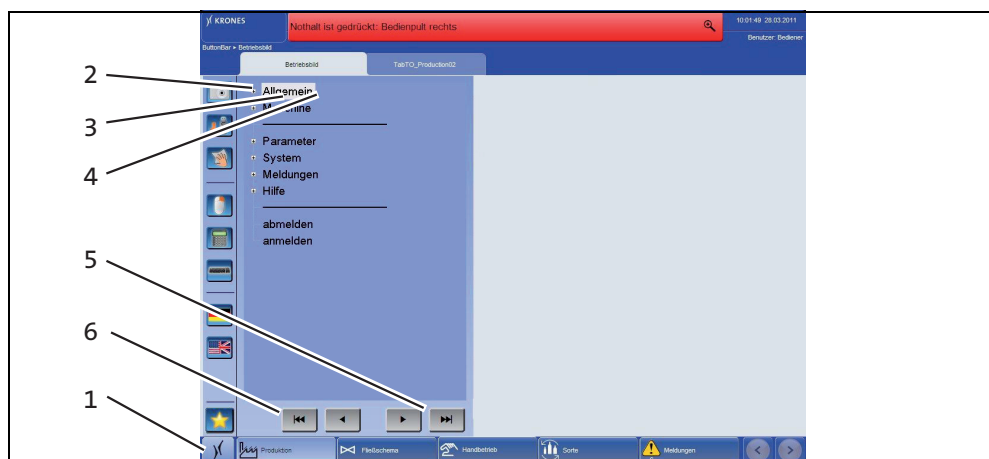 KRONES
Nothalt ist gedrückt: Bedienpult rechts
10:01:49 28.03.2011
Benutzer: Bediener
ButtonBar ▸ Betriebsbild
Betriebsbild
TabTO_Production02
2
Allgemein
3
Maschine
4
Parameter
System
Meldungen
Hilfe
abmelden
anmelden
5
6
1
Produktion
Fließschema
Handbetrieb
Sorte
Meldungen